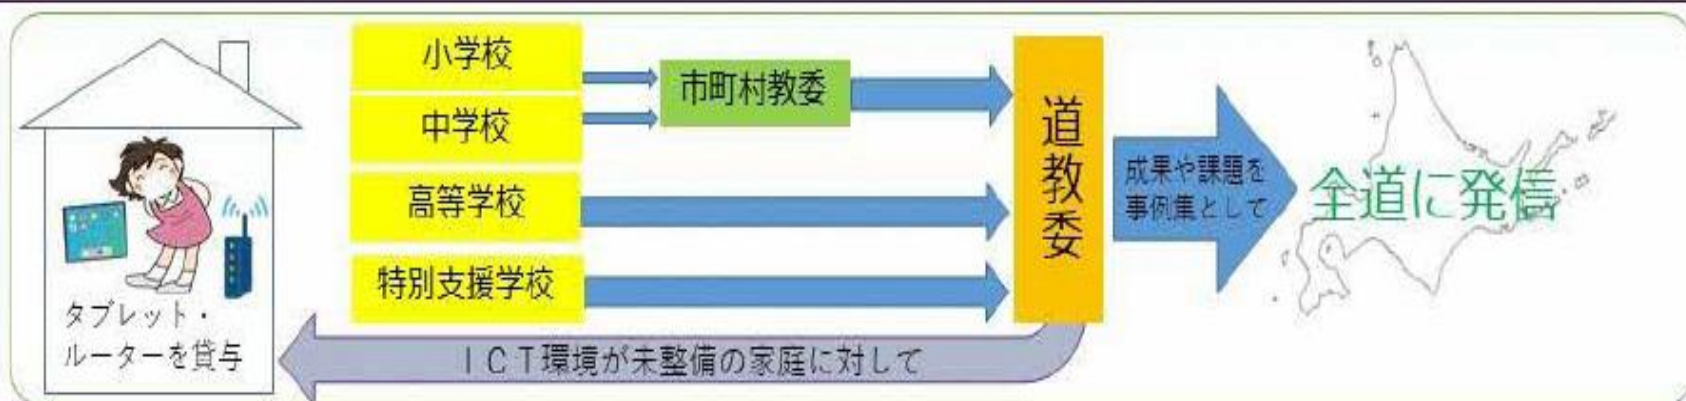 小学校
中学校
高等学校
特別支援学校
市町村教委
道教委
成果や課題を
事例集として
全道に発信
ＩＣＴ環境が未整備の家庭に対して
タブレット・
ルーターを貸与